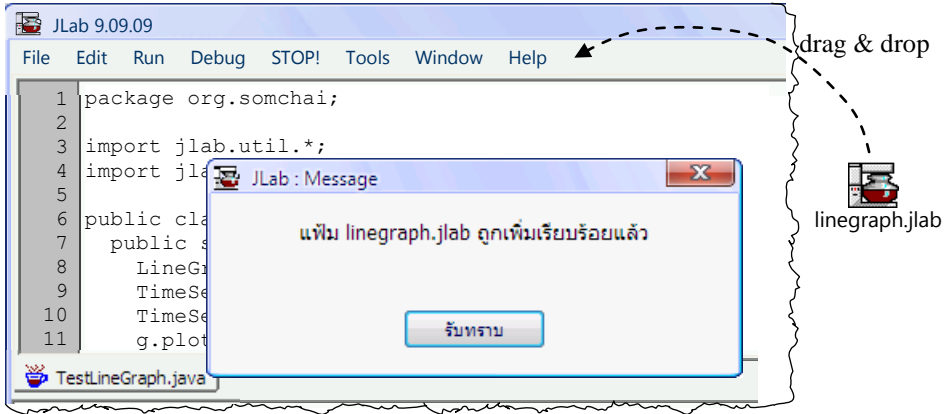 JLab 9.09.09
File Edit Run Debug STOP! Tools Window Help
drag & drop
1 package org.somchai;
2
3 import jlab.util.*;
4 import jla
5
6 public cla
7 public s
8 LineGr
9 TimeSe
10 TimeSe
11 g.plot
JLab : Message
แฟ้ม linegraph.jlab ถูกเพิ่มเรียบร้อยแล้ว
รับทราบ
linegraph.jlab
TestLineGraph.java